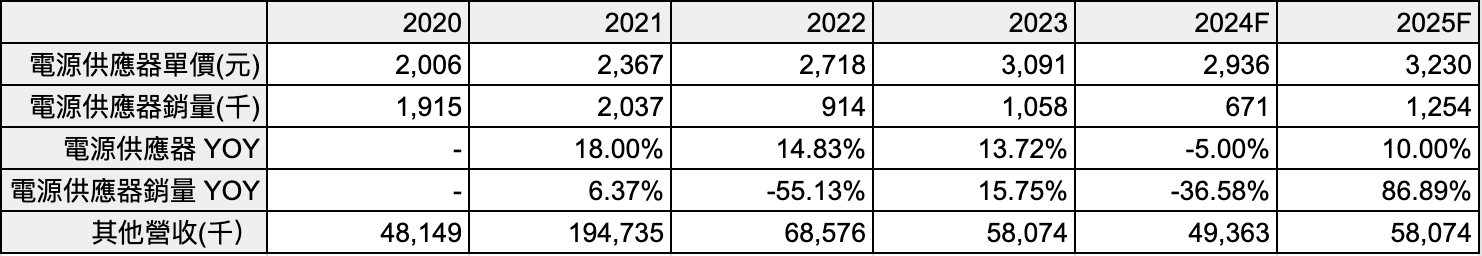 2020 2021 2022 2023 2024F 2025F
電源供應器單價(元) 2,006 2,367 2,718 3,091 2,936 3,230
電源供應器銷量(千) 1,915 2,037 914 1,058 671 1,254
電源供應器 YOY - 18.00% 14.83% 13.72% -5.00% 10.00%
電源供應器銷量 YOY - 6.37% -55.13% 15.75% -36.58% 86.89%
其他營收(千） 48,149 194,735 68,576 58,074 49,363 58,074